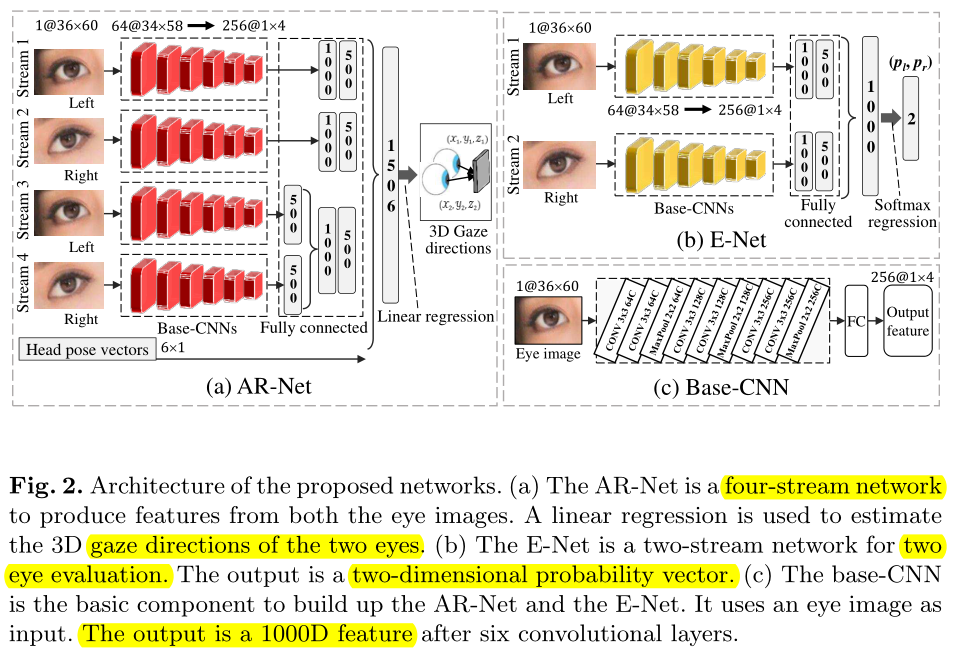 1@36×60
64@34×58
256@1×4
Stream 1
Left
1000
500
Stream 2
Right
1000
500
Stream 3
Left
500
1000
500
Stream 4
Right
500
Base-CNNs
Fully connected
Head pose vectors
6×1
1506
Linear regression
(x₁,y₁,z₁)
(x₂,y₂,z₂)
3D Gaze
directions
(a) AR-Net
1@36×60
Stream 1
Left
64@34×58
256@1×4
1000
500
Stream 2
Right
Base-CNNs
1000
500
Fully
connected
1000
(pₗ, pᵣ)
2
Softmax
regression
(b) E-Net
1@36×60
Eye image
CONV 3x3 64C
CONV 3x3 64C
MaxPool 2x2 64C
CONV 3x3 128C
CONV 3x3 128C
MaxPool 2x2 128C
CONV 3x3 256C
CONV 3x3 256C
MaxPool 2x2 256C
FC
256@1×4
Output
feature
(c) Base-CNN
Fig. 2. Architecture of the proposed networks. (a) The AR-Net is a four-stream network
to produce features from both the eye images. A linear regression is used to estimate
the 3D gaze directions of the two eyes. (b) The E-Net is a two-stream network for two
eye evaluation. The output is a two-dimensional probability vector. (c) The base-CNN
is the basic component to build up the AR-Net and the E-Net. It uses an eye image as
input. The output is a 1000D feature after six convolutional layers.